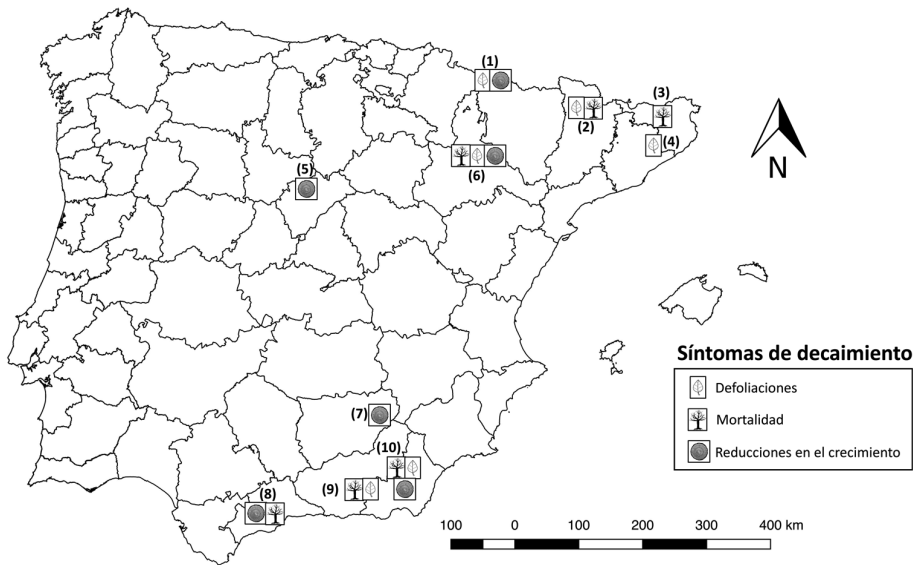 (1)
(2)
(3)
(4)
(5)
(6)
N
Síntomas de decaimiento
Defoliaciones
Mortalidad
Reducciones en el crecimiento
(7)
(10)
(9)
(8)
100 0 100 200 300 400 km